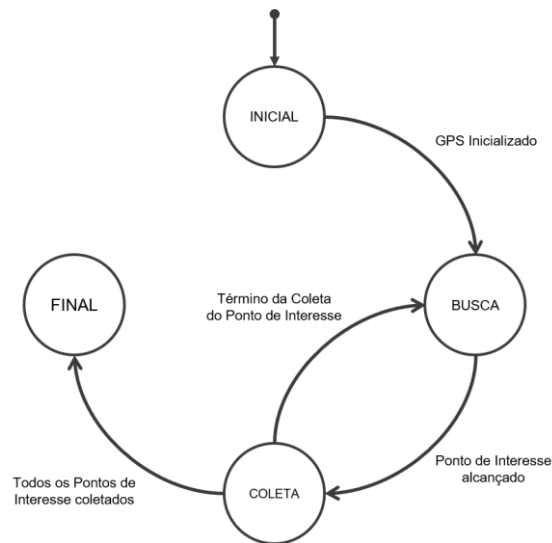 INICIAL
GPS Inicializado
FINAL
Término da Coleta
do Ponto de Interesse
BUSCA
Todos os Pontos de
Interesse coletados
COLETA
Ponto de Interesse
alcançado